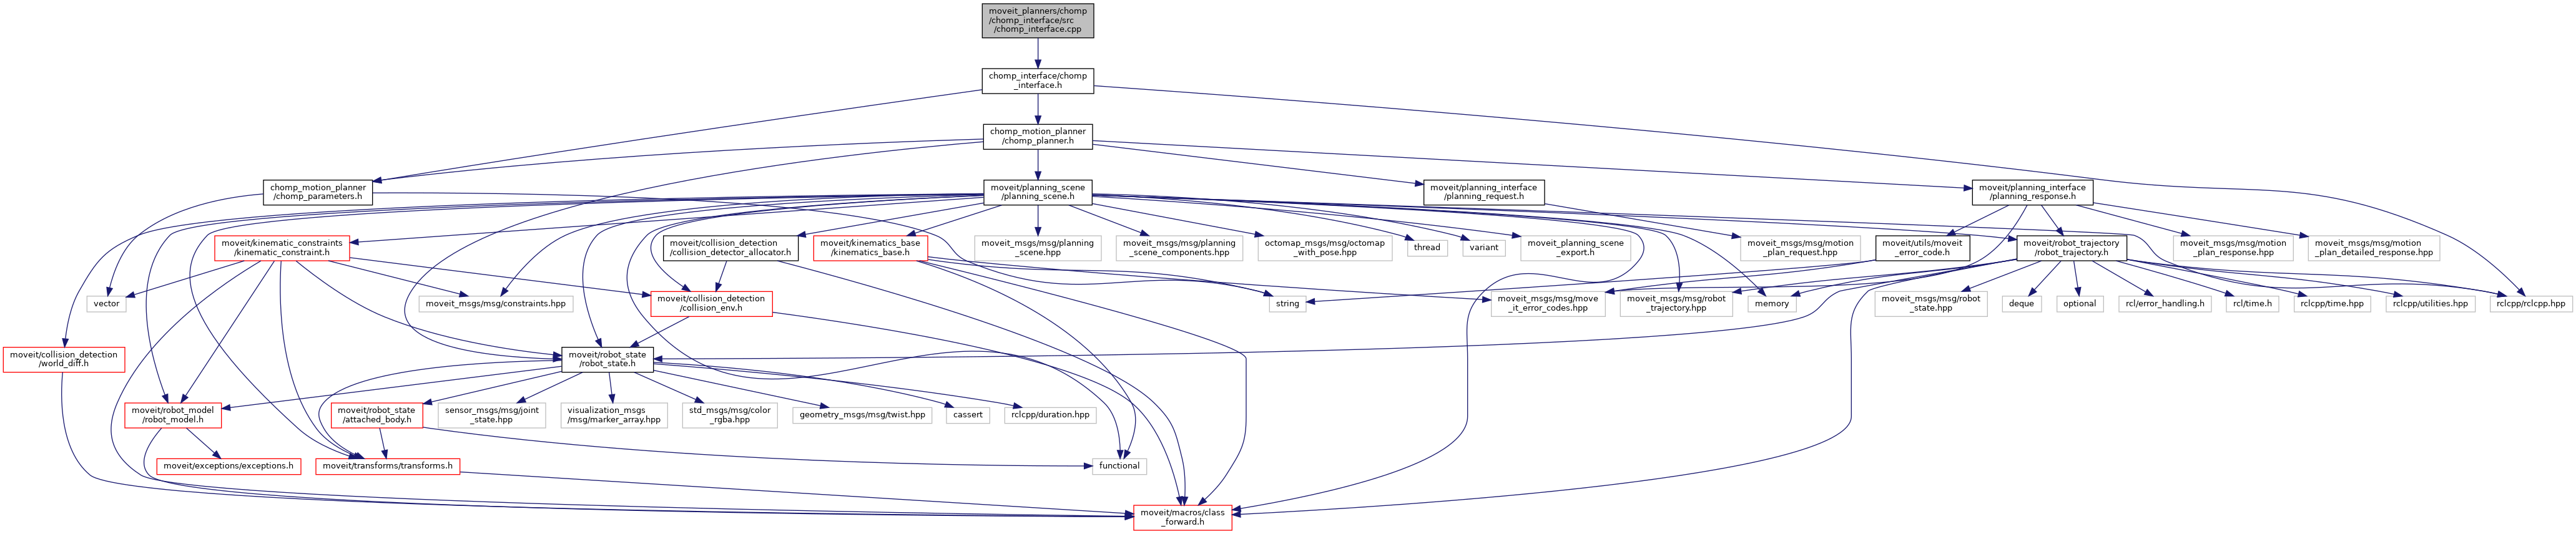 moveit_planners/chomp
/chomp_interface/src
/chomp_interface.cpp
chomp_interface/chomp
_interface.h
chomp_motion_planner
/chomp_planner.h
chomp_motion_planner
/chomp_parameters.h
moveit/planning_scene
/planning_scene.h
moveit/planning_interface
/planning_request.h
moveit/planning_interface
/planning_response.h
moveit/kinematic_constraints
/kinematic_constraint.h
moveit/collision_detection
/collision_detector_allocator.h
moveit/kinematics_base
/kinematics_base.h
moveit_msgs/msg/planning
_scene.hpp
moveit_msgs/msg/planning
_scene_components.hpp
octomap_msgs/msg/octomap
_with_pose.hpp
thread
variant
moveit_planning_scene
_export.h
moveit_msgs/msg/motion
_plan_request.hpp
moveit/utils/moveit
_error_code.h
moveit/robot_trajectory
/robot_trajectory.h
moveit_msgs/msg/motion
_plan_response.hpp
moveit_msgs/msg/motion
_plan_detailed_response.hpp
vector
moveit_msgs/msg/constraints.hpp
moveit/collision_detection
/collision_env.h
string
moveit_msgs/msg/move
_it_error_codes.hpp
moveit_msgs/msg/robot
_trajectory.hpp
memory
moveit_msgs/msg/robot
_state.hpp
deque
optional
rcl/error_handling.h
rcl/time.h
rclcpp/time.hpp
rclcpp/utilities.hpp
rclcpp/rclcpp.hpp
moveit/collision_detection
/world_diff.h
moveit/robot_state
/robot_state.h
moveit/robot_model
/robot_model.h
moveit/robot_state
/attached_body.h
sensor_msgs/msg/joint
_state.hpp
visualization_msgs
/msg/marker_array.hpp
std_msgs/msg/color
_rgba.hpp
geometry_msgs/msg/twist.hpp
cassert
rclcpp/duration.hpp
moveit/exceptions/exceptions.h
moveit/transforms/transforms.h
functional
moveit/macros/class
_forward.h